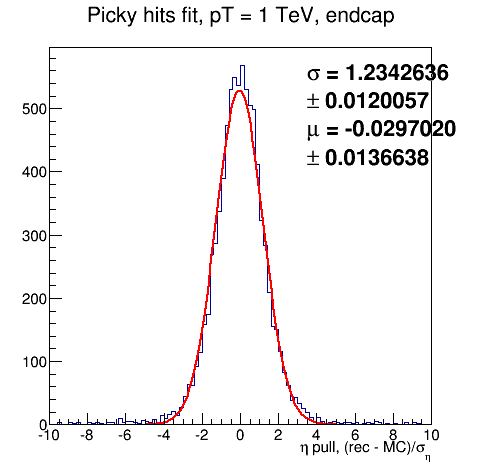 Picky hits fit, pT = 1 TeV, endcap
σ = 1.2342636
± 0.0120057
μ = -0.0297020
± 0.0136638
500
400
300
200
100
0
-10 -8 -6 -4 -2 0 2 4 6 8 10
η pull, (rec - MC)/σ_η